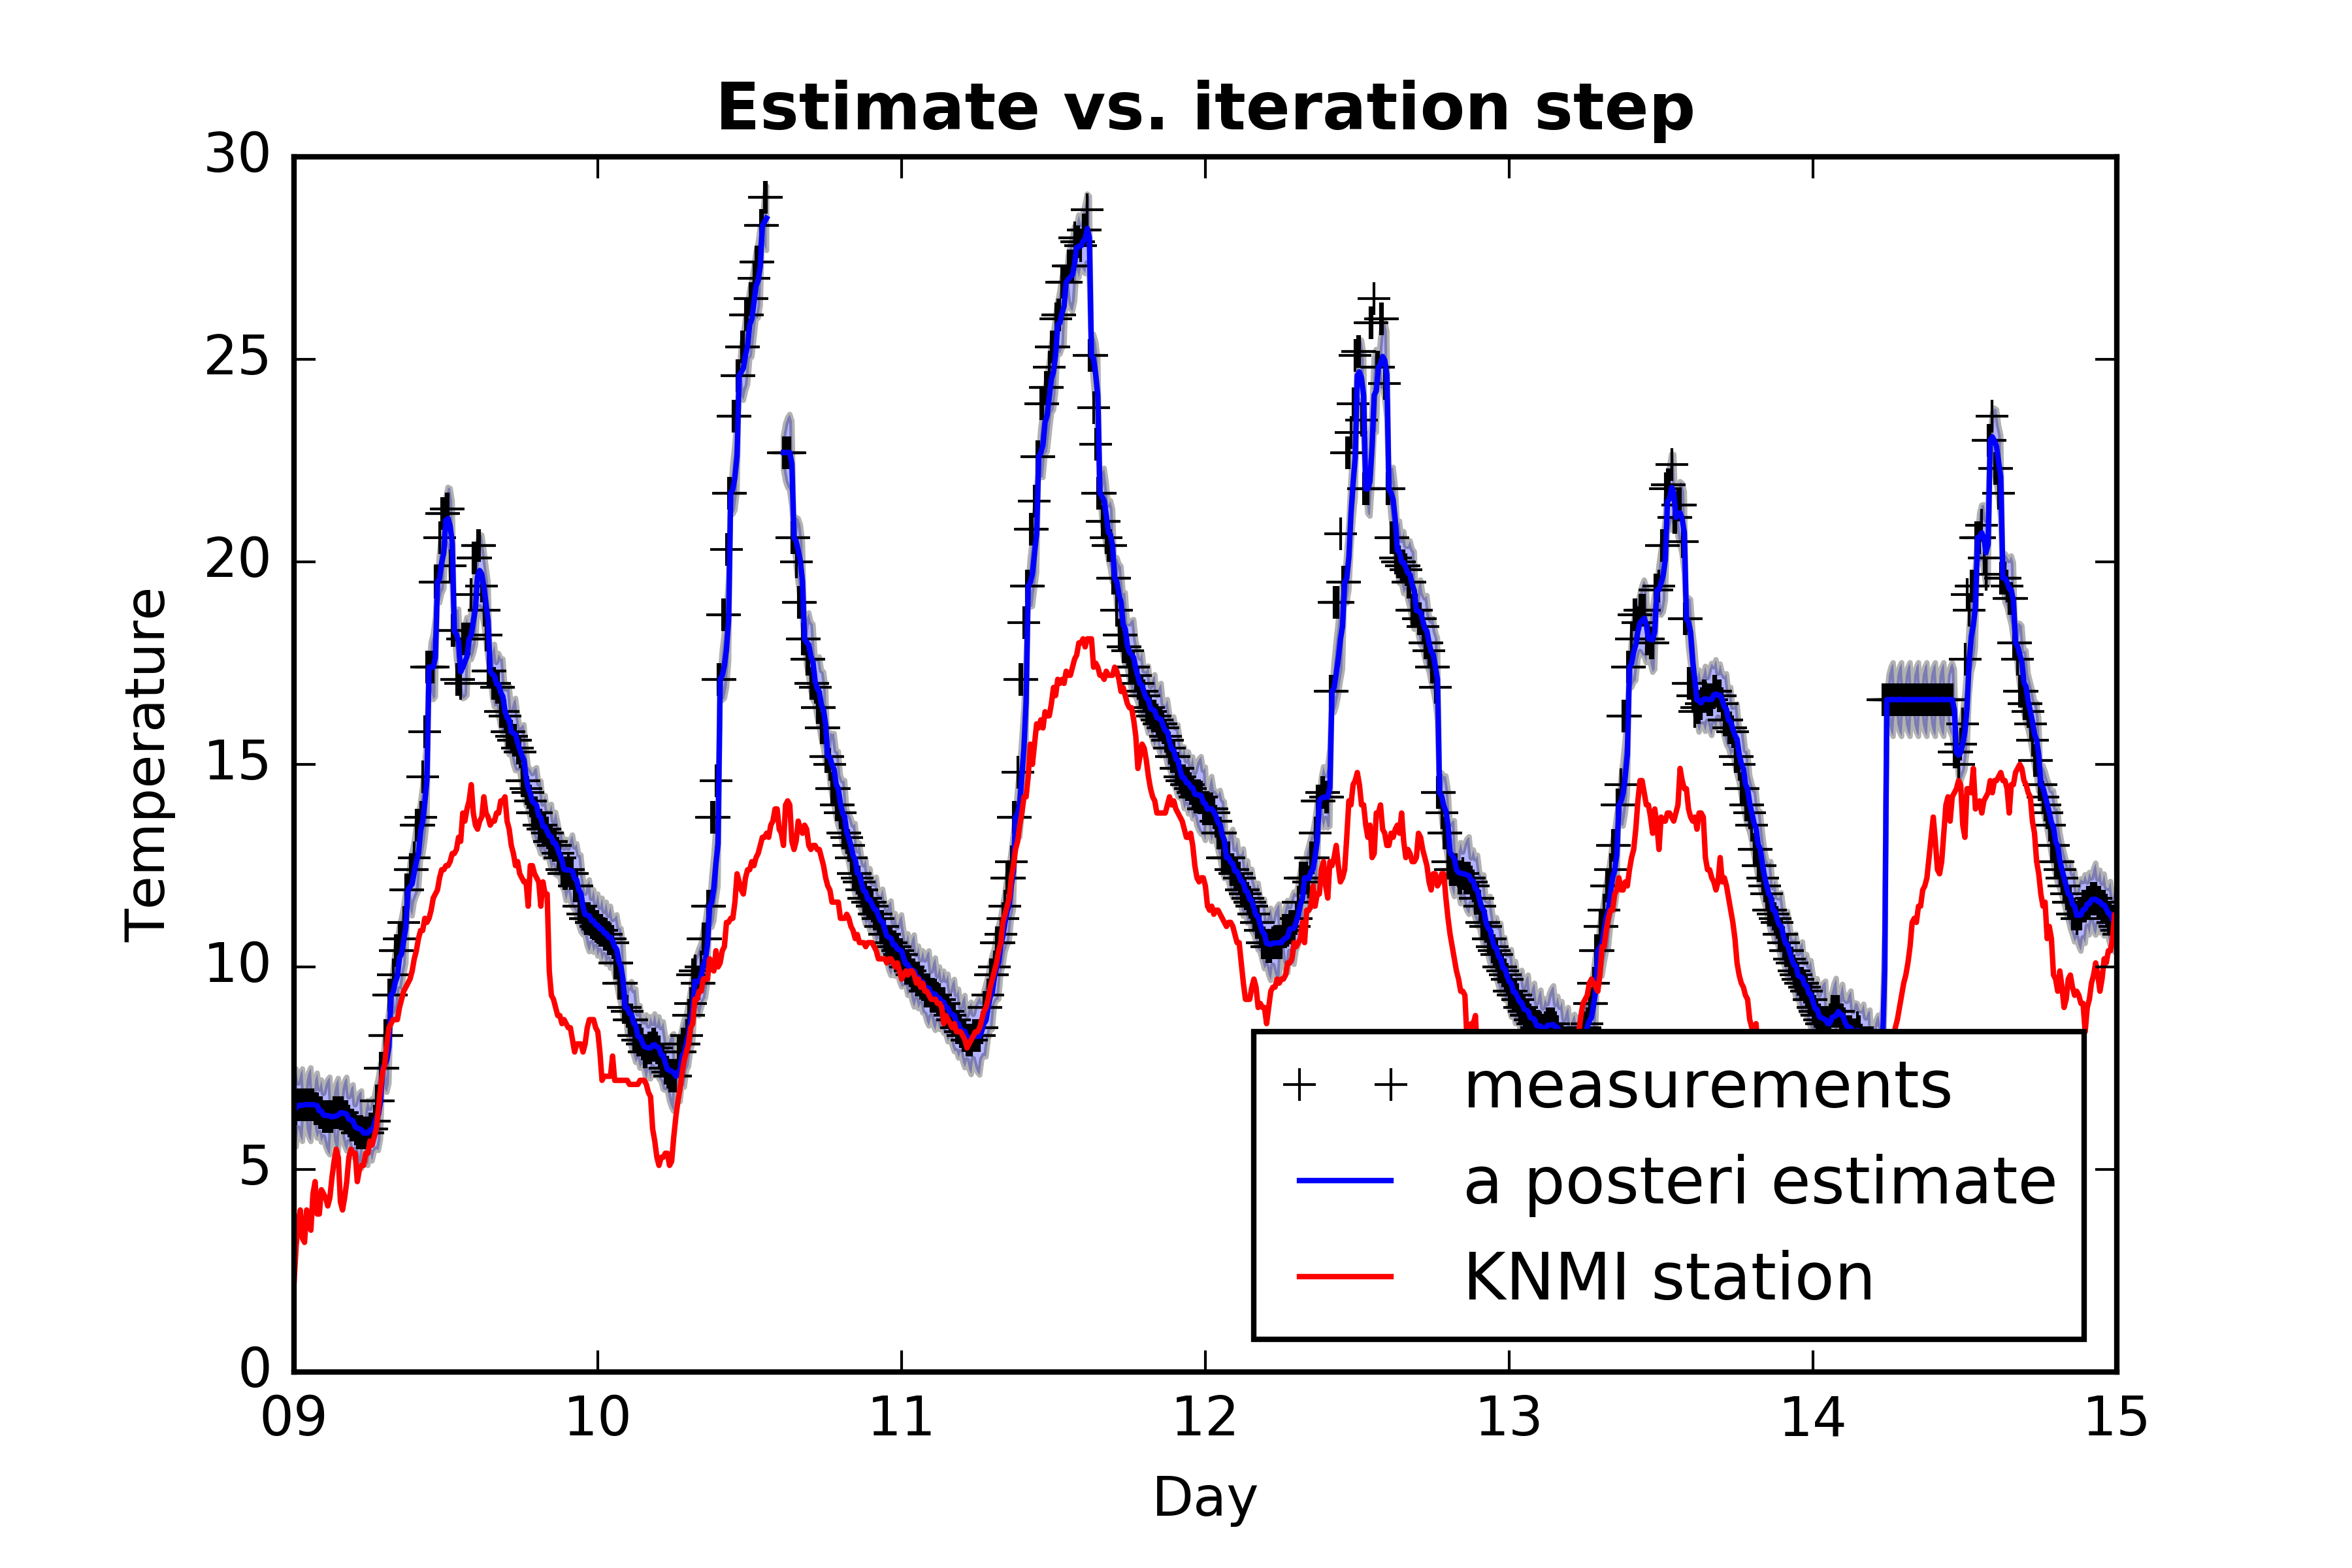 Estimate vs. iteration step
Temperature
30
25
20
15
10
5
0
09 10 11 12 13 14 15
Day
measurements
a posteri estimate
KNMI station